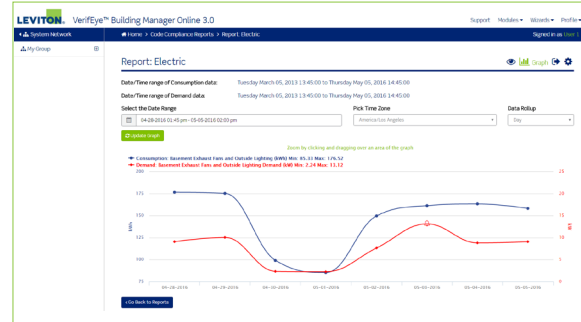 LEVITON. VerifEye™ Building Manager Online 3.0
Support Modules Wizards Profile
System Network
Home > Code Compliance Reports > Report Electric
Signed in as User
My Group
Report: Electric
Graph
Date/Time range of Consumption data: Tuesday March 05, 2013 13:45:00 to Thursday May 05, 2016 14:45:00
Date/Time range of Demand data: Tuesday March 05, 2013 13:45:00 to Thursday May 05, 2016 14:45:00
Select the Date Range
Pick Time Zone
Data Rollup
04-28-2016 01:45 pm - 05-05-2016 02:03 pm
America/Los Angeles
Day
Update Graph
Zoom by clicking and dragging over an area of the graph
Consumption: Basement Exhaust Fans and Outside Lighting (kWh) Min: 85.33 Max: 176.52
Demand: Basement Exhaust Fans and Outside Lighting Demand (kW) Min: 2.24 Max: 13.12
200
25
175
20
150
15
kWh
125
10
100
5
75
0
04-28-2016 04-29-2016 04-30-2016 05-01-2016 05-02-2016 05-03-2016 05-04-2016 05-05-2016
Go Back to Reports